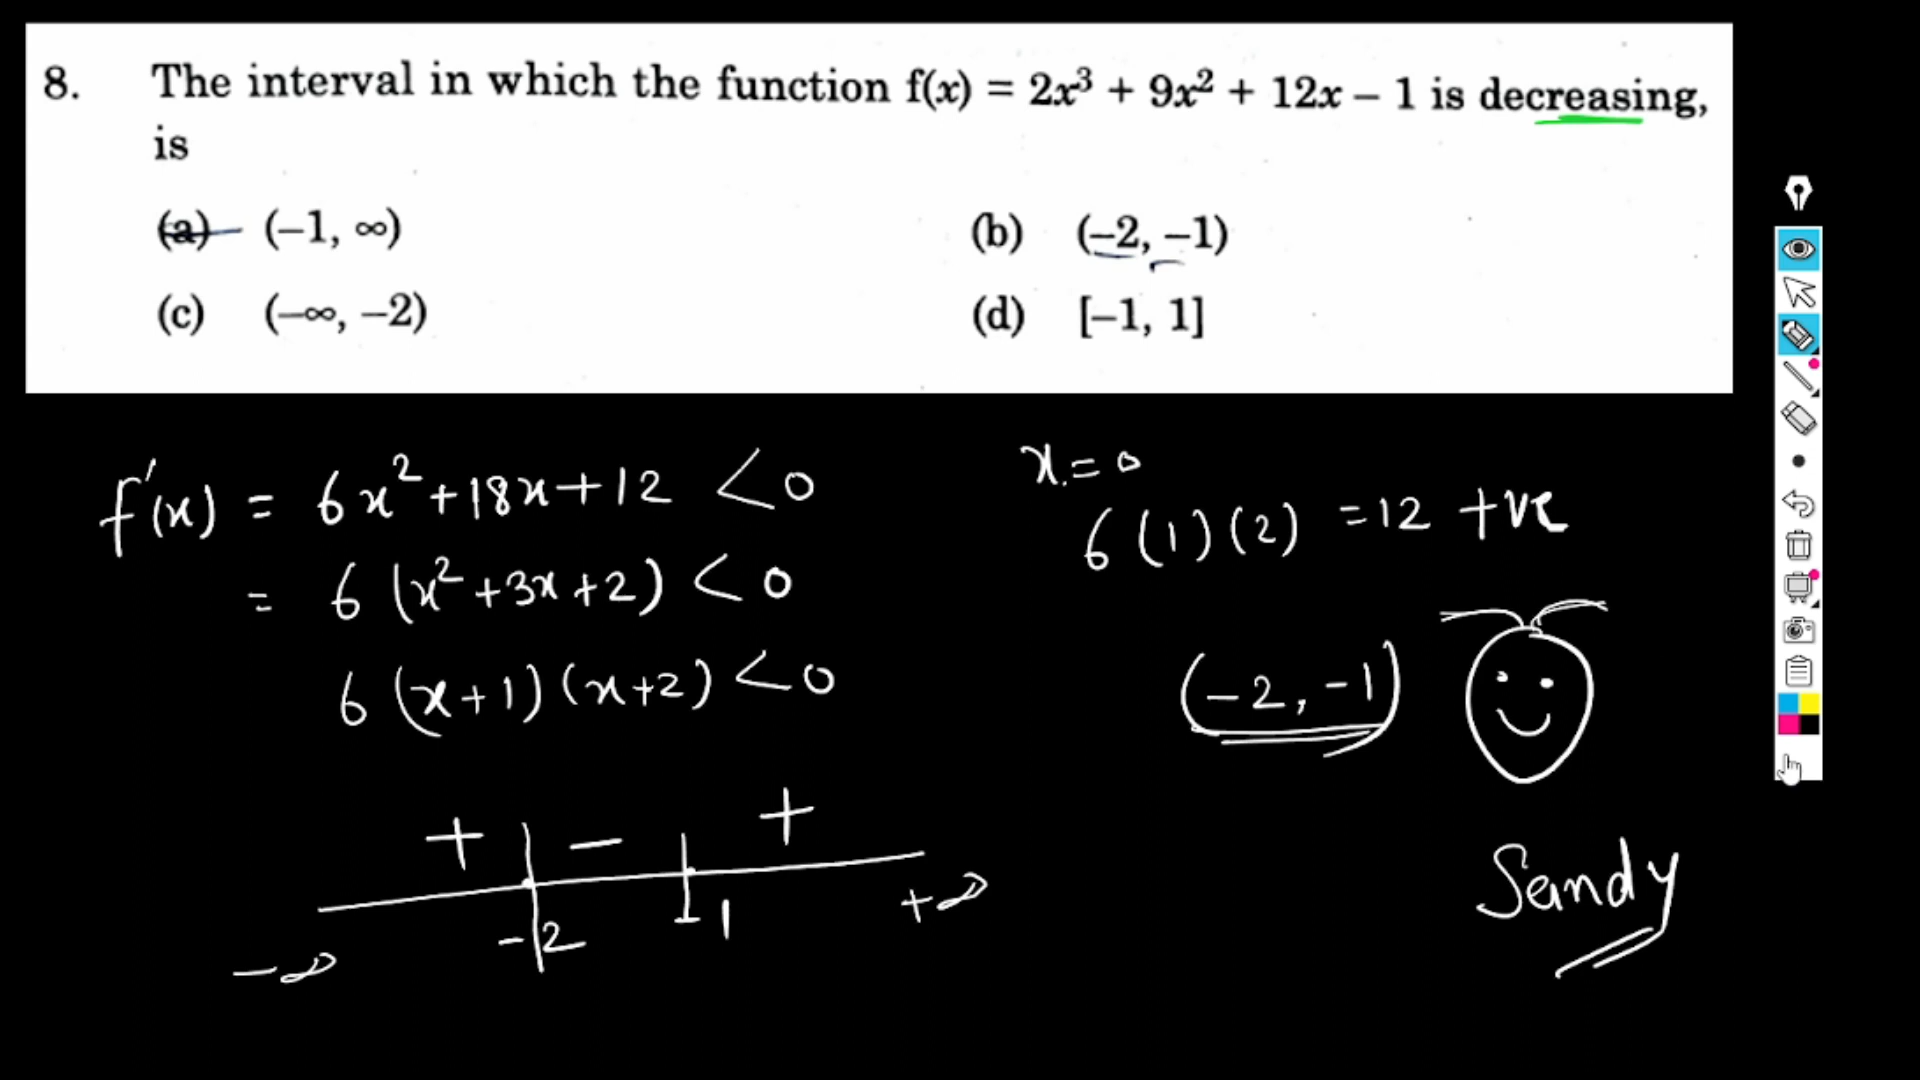 8. The interval in which the function f(x) = 2x³ + 9x² + 12x – 1 is decreasing,
is
(a) (–1, ∞)
(b) (–2, –1)
(c) (–∞, –2)
(d) [–1, 1]
f'(x) = 6x² + 18x + 12 < 0
= 6 (x² + 3x + 2) < 0
6 (x + 1) (x + 2) < 0
x = 0
6 (1) (2) = 12 +ve
(-2, -1)
+ - +
-∞ -2 -1 +∞
Sandy